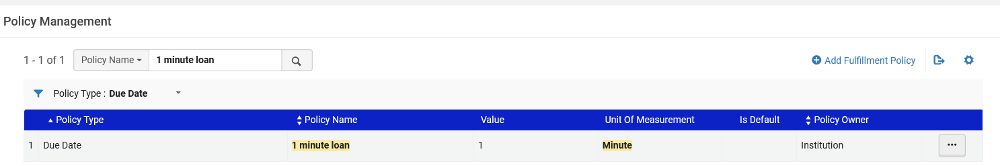 Policy Management
1 - 1 of 1 Policy Name 1 minute loan Add Fulfillment Policy
Policy Type : Due Date
Policy Type Policy Name Value Unit Of Measurement Is Default Policy Owner
1 Due Date 1 minute loan 1 Minute Institution ...